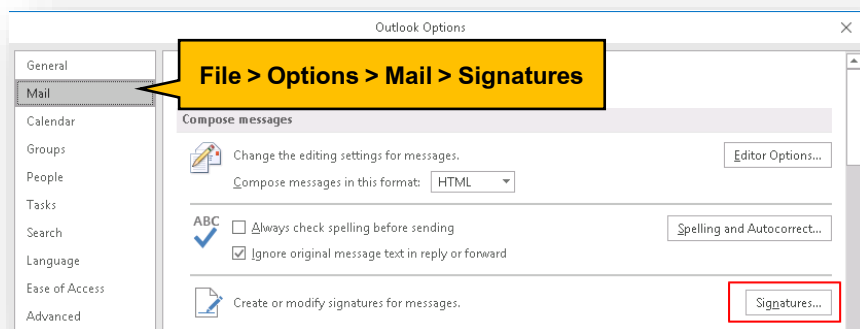 Outlook Options
General
File > Options > Mail > Signatures
Mail
Calendar
Compose messages
Groups
Change the editing settings for messages.
Editor Options...
People
Compose messages in this format: HTML
Tasks
ABC
Always check spelling before sending
Spelling and Autocorrect...
Search
Ignore original message text in reply or forward
Language
Ease of Access
Create or modify signatures for messages.
Signatures...
Advanced